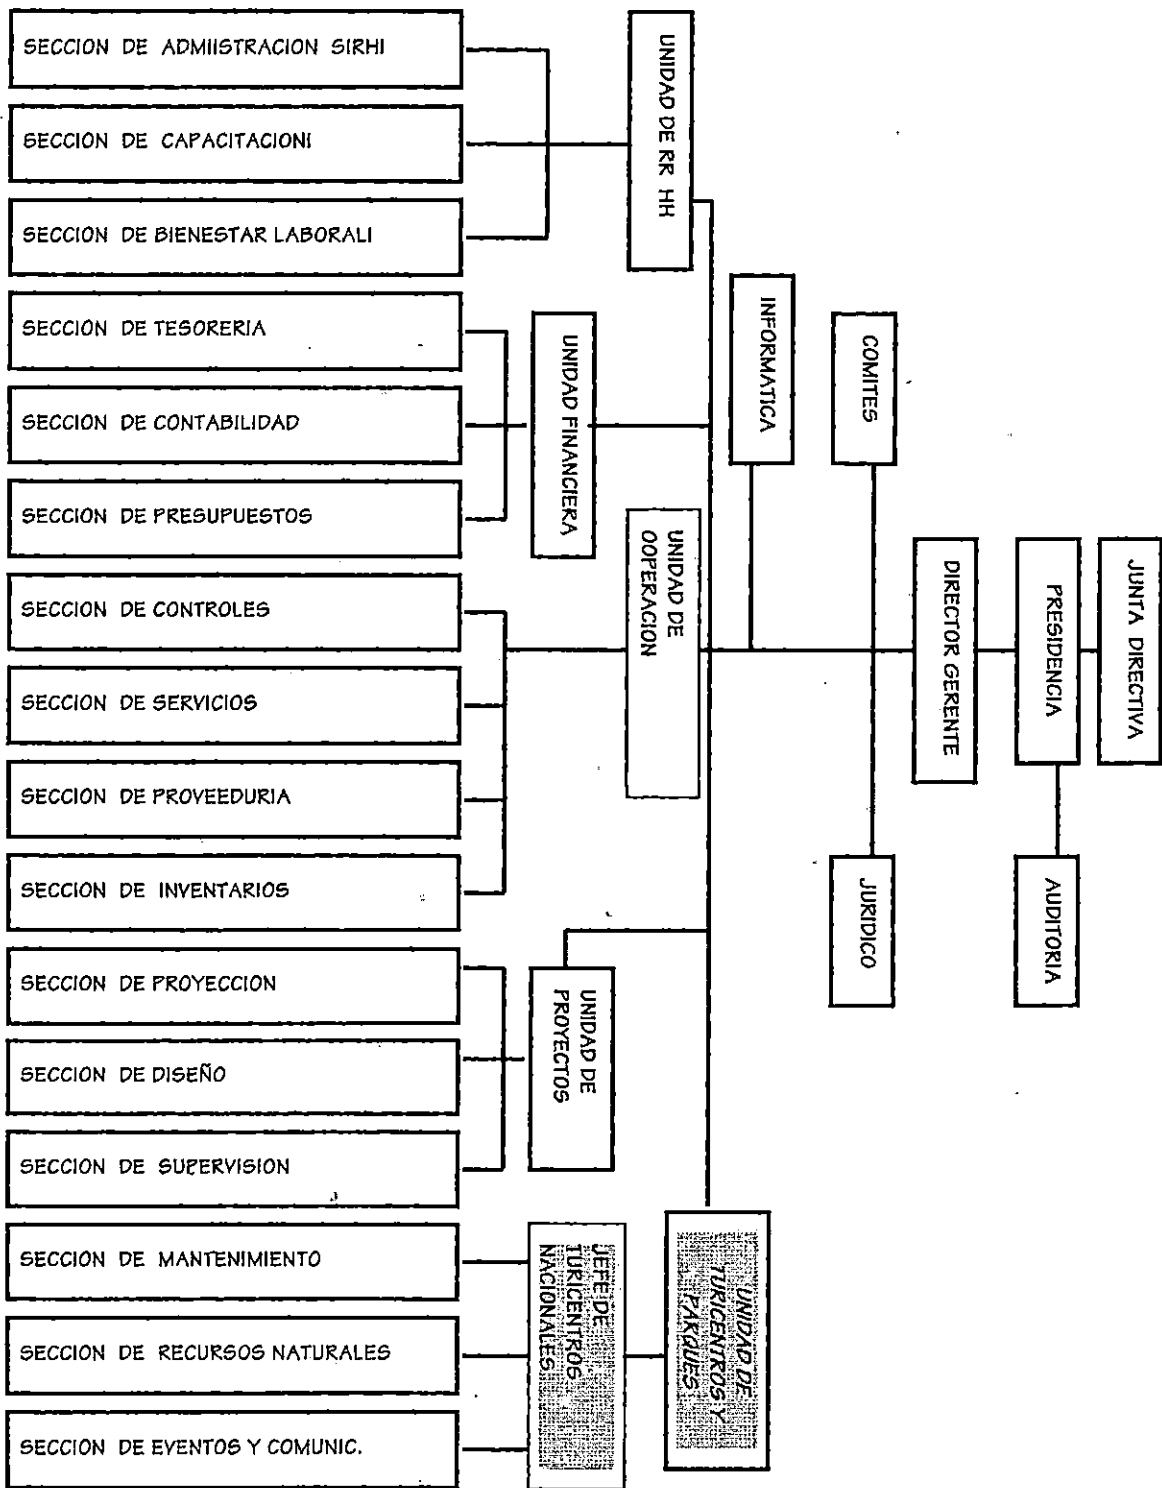 JUNTA DIRECTIVA
PRESIDENCIA
AUDITORIA
DIRECTOR GERENTE
COMITES
JURIDICO
INFORMATICA
UNIDAD DE RR HH
UNIDAD FINANCIERA
UNIDAD DE
OOPERACION
UNIDAD DE
PROYECTOS
UNIDAD DE
TURICENTROS Y
PARQUES
JEFE DE
TURICENTROS
NACIONALES
SECCION DE ADMIISTRACION SIRHI
SECCION DE CAPACITACIONI
SECCION DE BIENESTAR LABORALI
SECCION DE TESORERIA
SECCION DE CONTABILIDAD
SECCION DE PRESUPUESTOS
SECCION DE CONTROLES
SECCION DE SERVICIOS
SECCION DE PROVEEDURIA
SECCION DE INVENTARIOS
SECCION DE PROYECCION
SECCION DE DISEÑO
SECCION DE SUPERVISION
SECCION DE MANTENIMIENTO
SECCION DE RECURSOS NATURALES
SECCION DE EVENTOS Y COMUNIC.